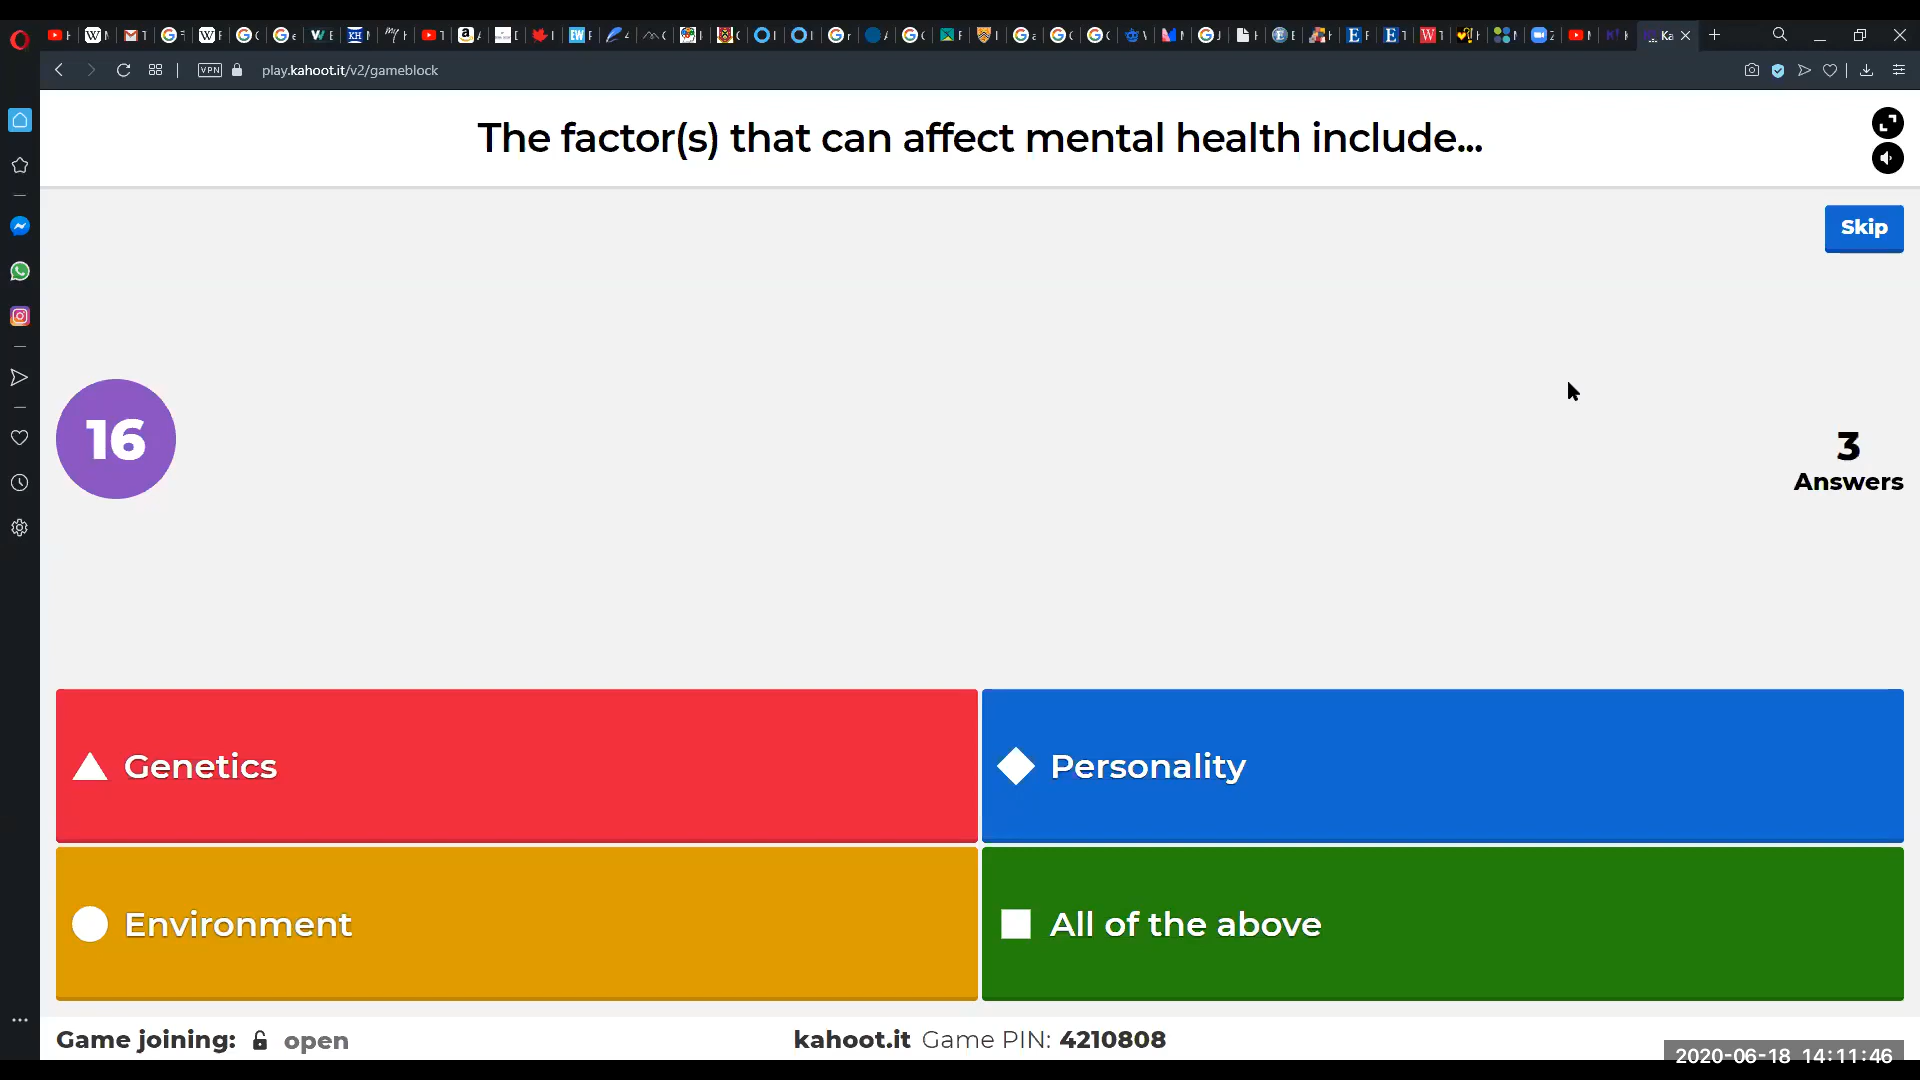 VPN
play.kahoot.it/v2/gameblock
The factor(s) that can affect mental health include...
Skip
16
3
Answers
Genetics
Personality
Environment
All of the above
Game joining: open
kahoot.it Game PIN: 4210808
2020-06-18 14:11:46